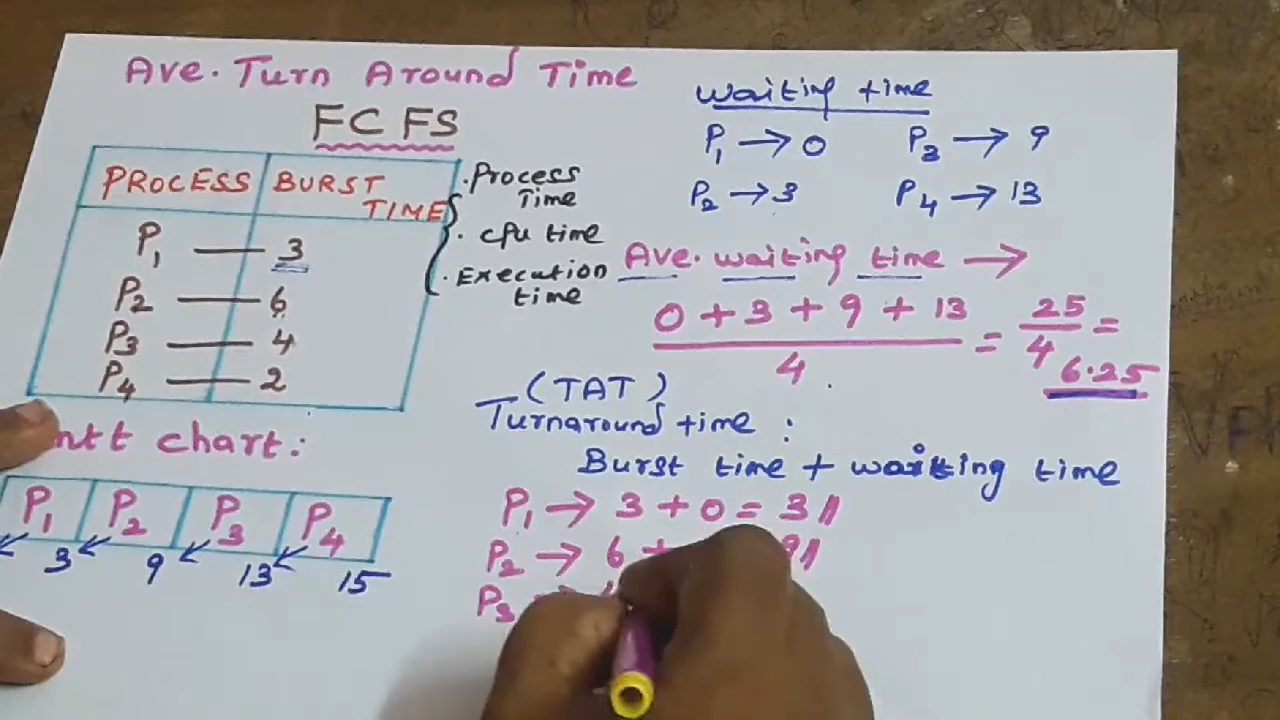 Ave. Turn Around Time
FCFS
PROCESS BURST TIME
P1 — 3
P2 — 6
P3 — 4
P4 — 2
. Process Time
. cpu time
. Execution time
ntt chart:
P1 P2 P3 P4
3 9 13 15
waiting time
P1 → 0 P3 → 9
P2 → 3 P4 → 13
Ave. waiting time →
0 + 3 + 9 + 13 / 4 = 25/4 =
6.25
(TAT)
Turnaround time :
Burst time + waiting time
P1 → 3 + 0 = 3
P2 → 6 + 9
P3